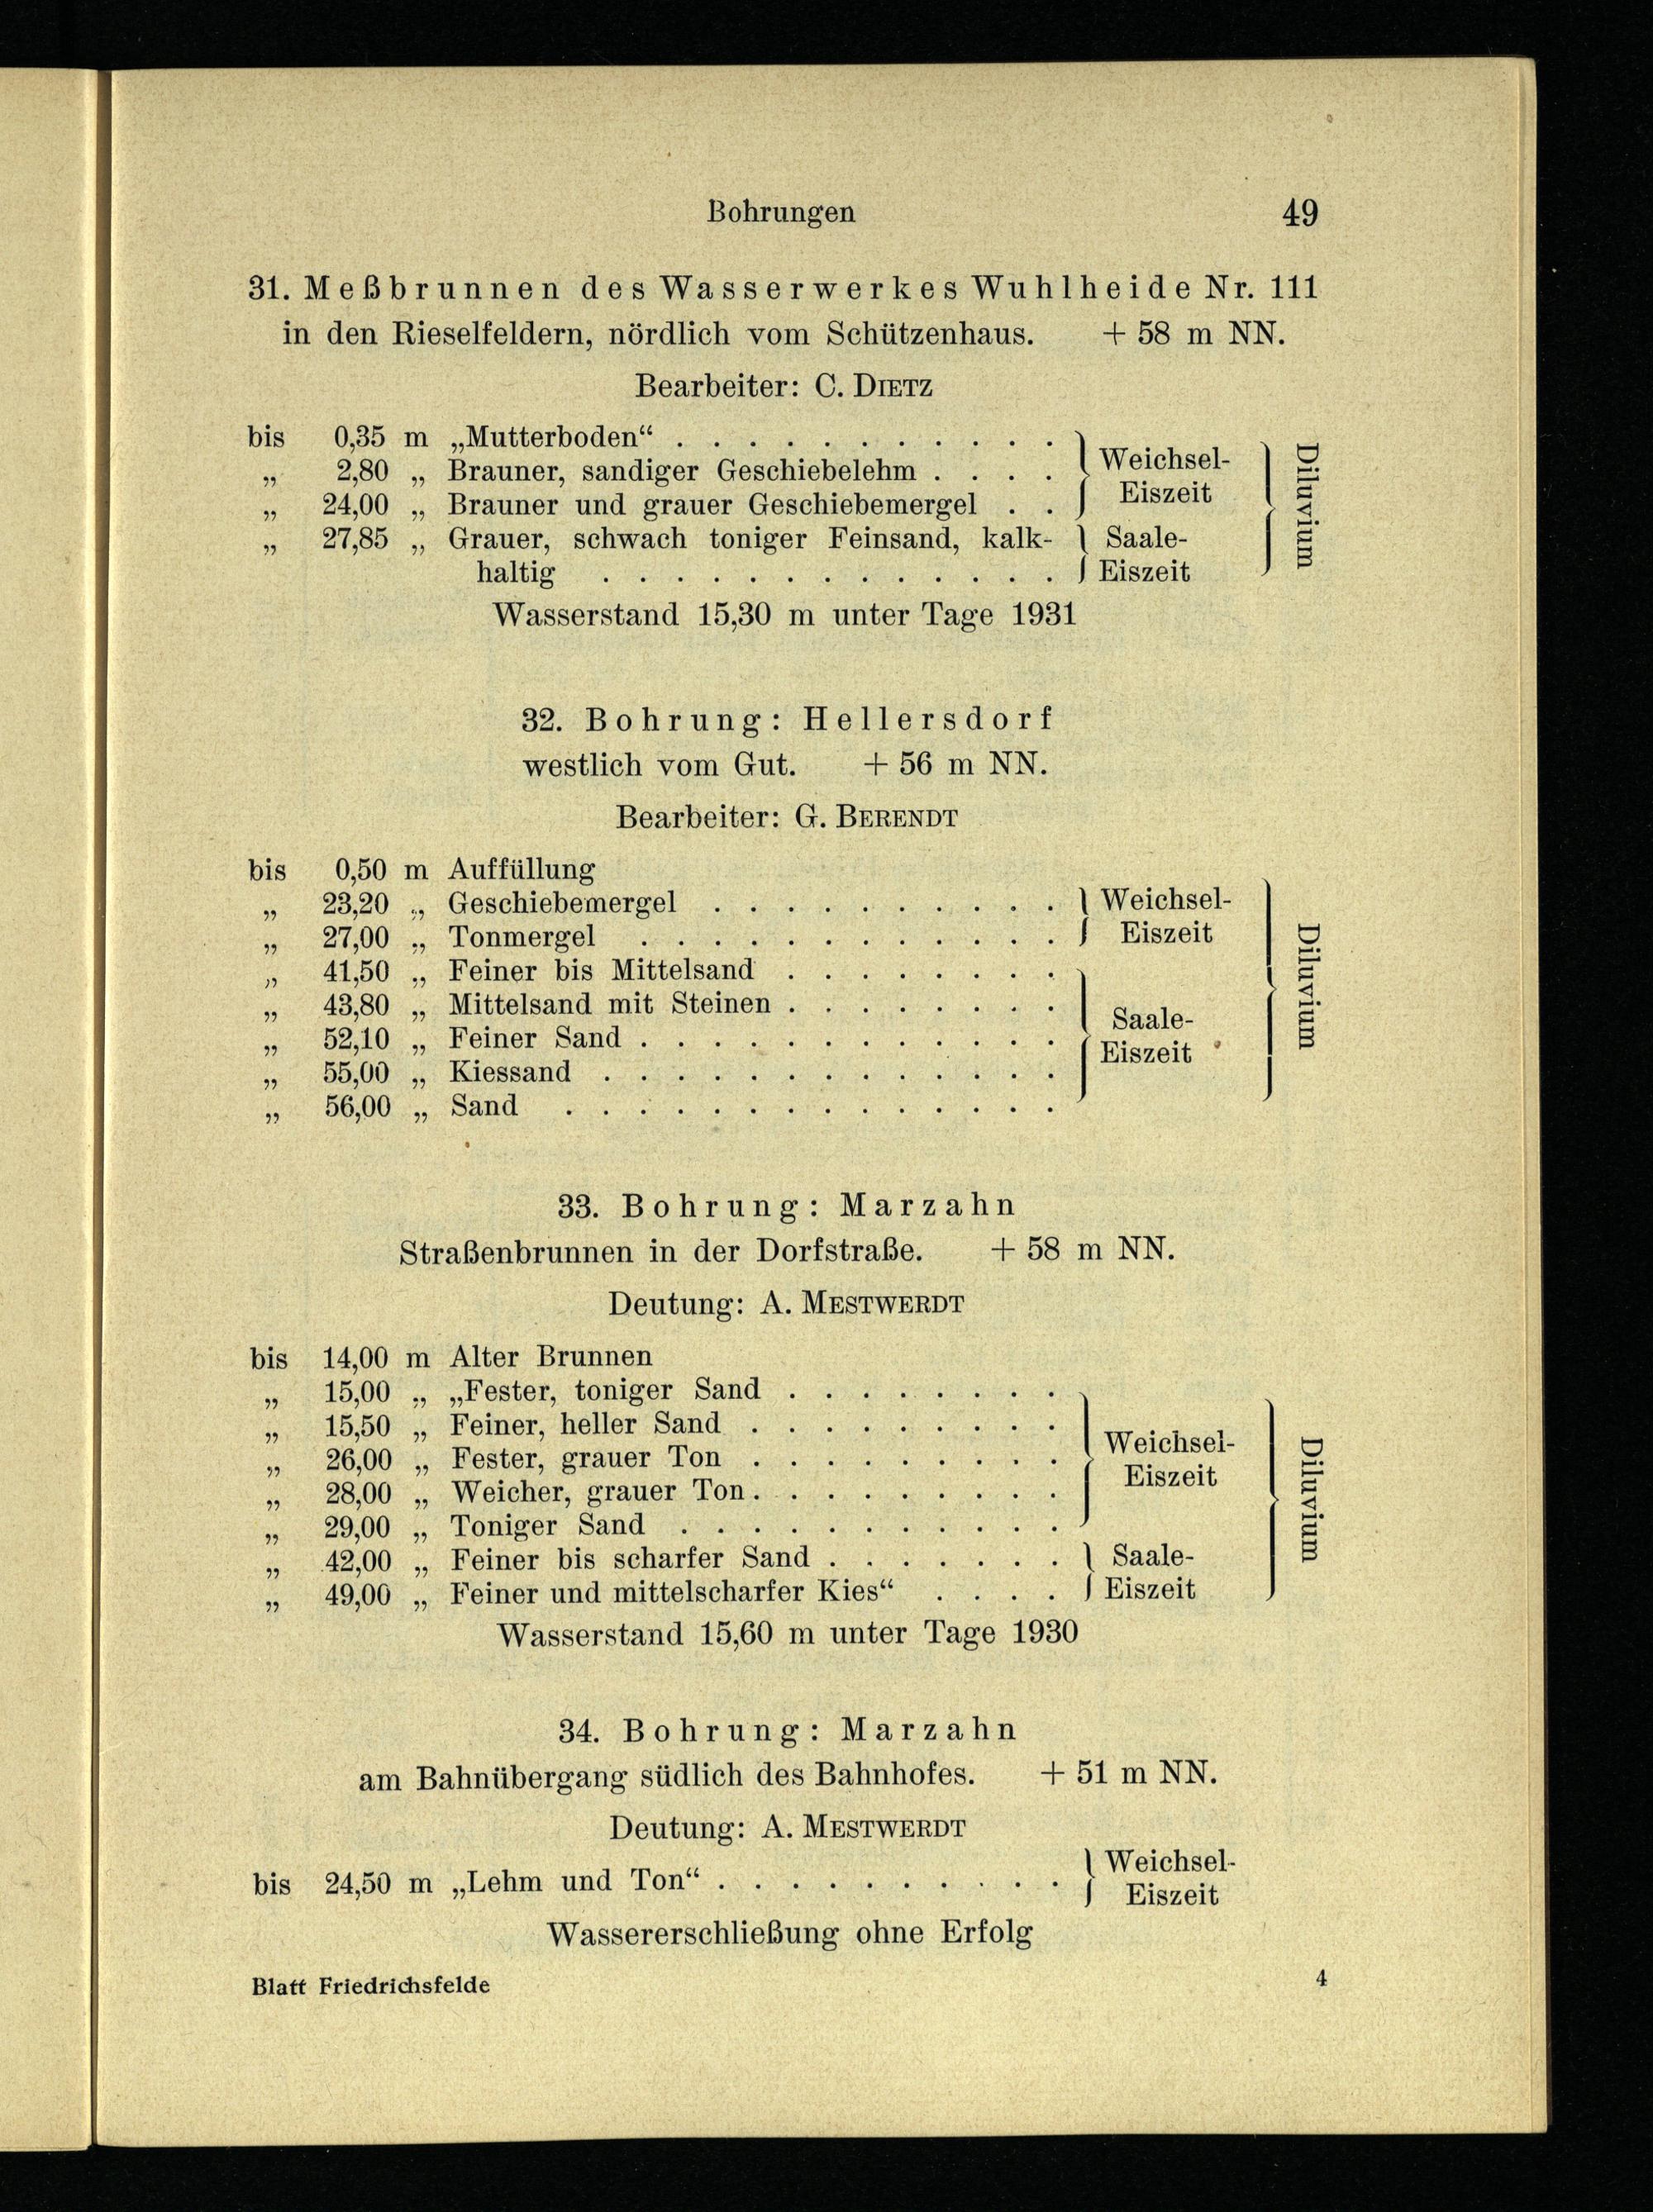 Bohrungen 49
31. Meßbrunnen des Wasserwerkes Wuhlheide Nr. 111
in den Rieselfeldern, nördlich vom Schützenhaus. + 58 m NN.
Bearbeiter: C. DIETZ
bis 0,35 m „Mutterboden“ . . . . . . . . . . .
„ 2,80 „ Brauner, sandiger Geschiebelehm . . . . Weichsel-
„ 24,00 „ Brauner und grauer Geschiebemergel . . Eiszeit
„ 27,85 „ Grauer, schwach toniger Feinsand, kalk- Saale-
haltig . . . . . . . . . . . . . Eiszeit
Diluvium
Wasserstand 15,30 m unter Tage 1931
32. Bohrung: Hellersdorf
westlich vom Gut. + 56 m NN.
Bearbeiter: G. BERENDT
bis 0,50 m Auffüllung
„ 23,20 „ Geschiebemergel . . . . . . . . . . Weichsel-
„ 27,00 „ Tonmergel . . . . . . . . . . . . Eiszeit
„ 41,50 „ Feiner bis Mittelsand . . . . . . . .
„ 43,80 „ Mittelsand mit Steinen . . . . . . . . Saale-
„ 52,10 „ Feiner Sand . . . . . . . . . . . . Eiszeit
„ 55,00 „ Kiessand . . . . . . . . . . . . .
„ 56,00 „ Sand . . . . . . . . . . . . . .
Diluvium
33. Bohrung: Marzahn
Straßenbrunnen in der Dorfstraße. + 58 m NN.
Deutung: A. MESTWERDT
bis 14,00 m Alter Brunnen
„ 15,00 „ „Fester, toniger Sand . . . . . . . .
„ 15,50 „ Feiner, heller Sand . . . . . . . . .
„ 26,00 „ Fester, grauer Ton . . . . . . . . . Weichsel-
„ 28,00 „ Weicher, grauer Ton. . . . . . . . . Eiszeit
„ 29,00 „ Toniger Sand . . . . . . . . . . .
„ 42,00 „ Feiner bis scharfer Sand . . . . . . . Saale-
„ 49,00 „ Feiner und mittelscharfer Kies“ . . . . Eiszeit
Diluvium
Wasserstand 15,60 m unter Tage 1930
34. Bohrung: Marzahn
am Bahnübergang südlich des Bahnhofes. + 51 m NN.
Deutung: A. MESTWERDT
bis 24,50 m „Lehm und Ton“ . . . . . . . . . . Weichsel-
Eiszeit
Wassererschließung ohne Erfolg
Blatt Friedrichsfelde 4